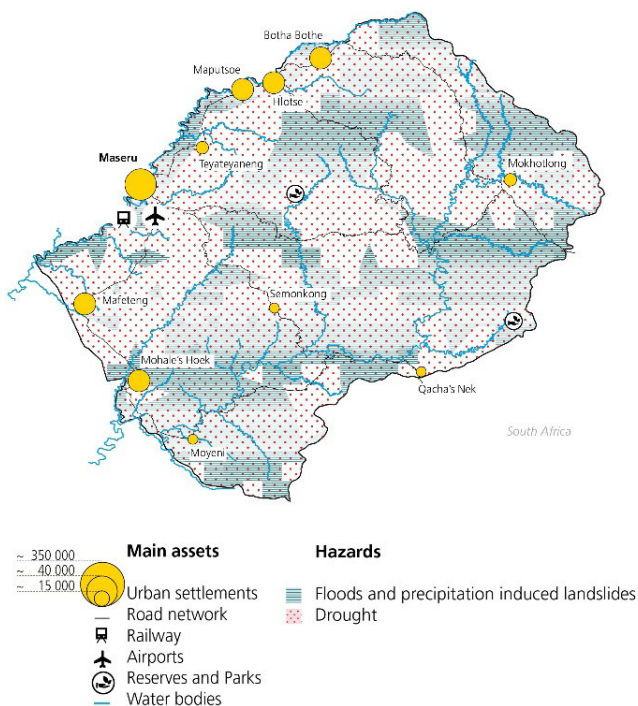 Botha Bothe
Maputsoe
Hlotse
Maseru
Teyateyaneng
Mokhotlong
Mafeteng
Semonkong
Mohale's Hoek
Qacha's Nek
Moyeni
South Africa
~ 350 000
~ 40 000
~ 15 000
Main assets
Urban settlements
Road network
Railway
Airports
Reserves and Parks
Water bodies
Hazards
Floods and precipitation induced landslides
Drought